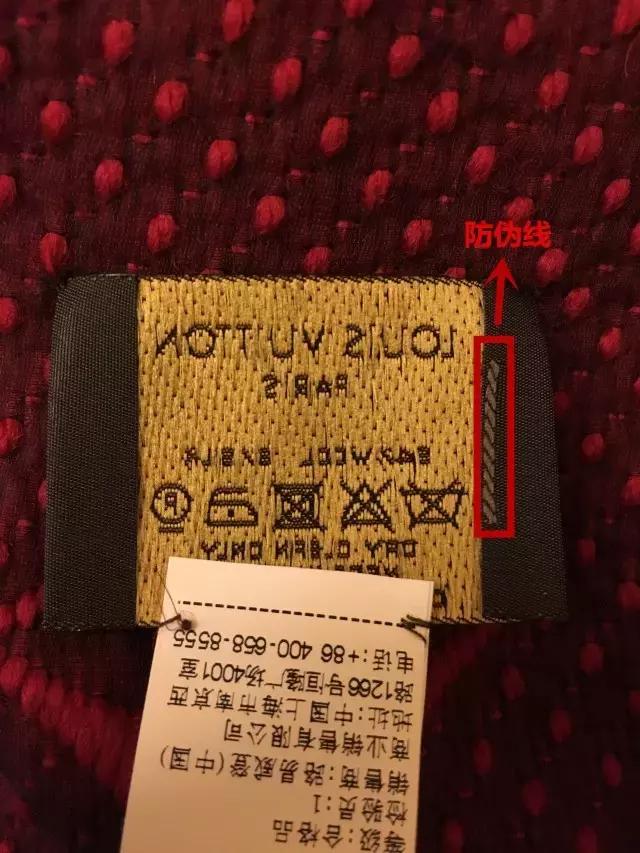 防伪线
LOUIS VUITTON
PARIS
P
DRY CLEAN ONLY
等级:合格品
检验员:1
销售商:路易威登(中国)
商业销售有限公司
地址:中国上海市南京西
路1266号恒隆广场4001室
电话:+86 400-658-8555